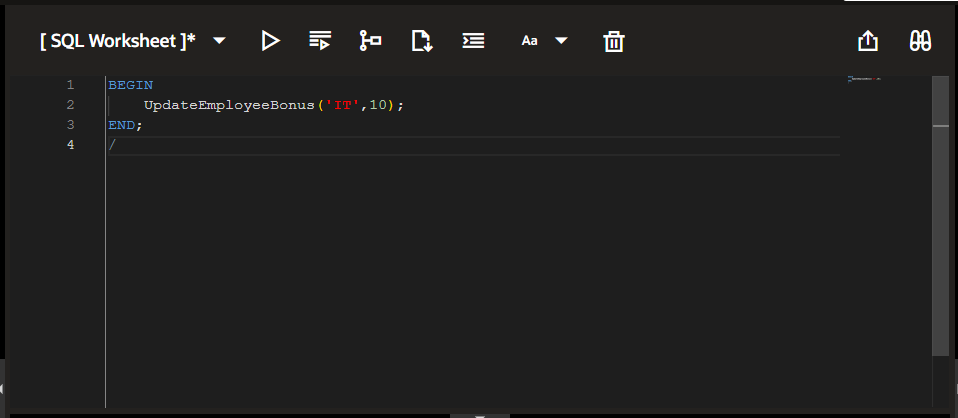 [ SQL Worksheet ]*
Aa
1 BEGIN
2     UpdateEmployeeBonus('IT',10);
3 END;
4 /